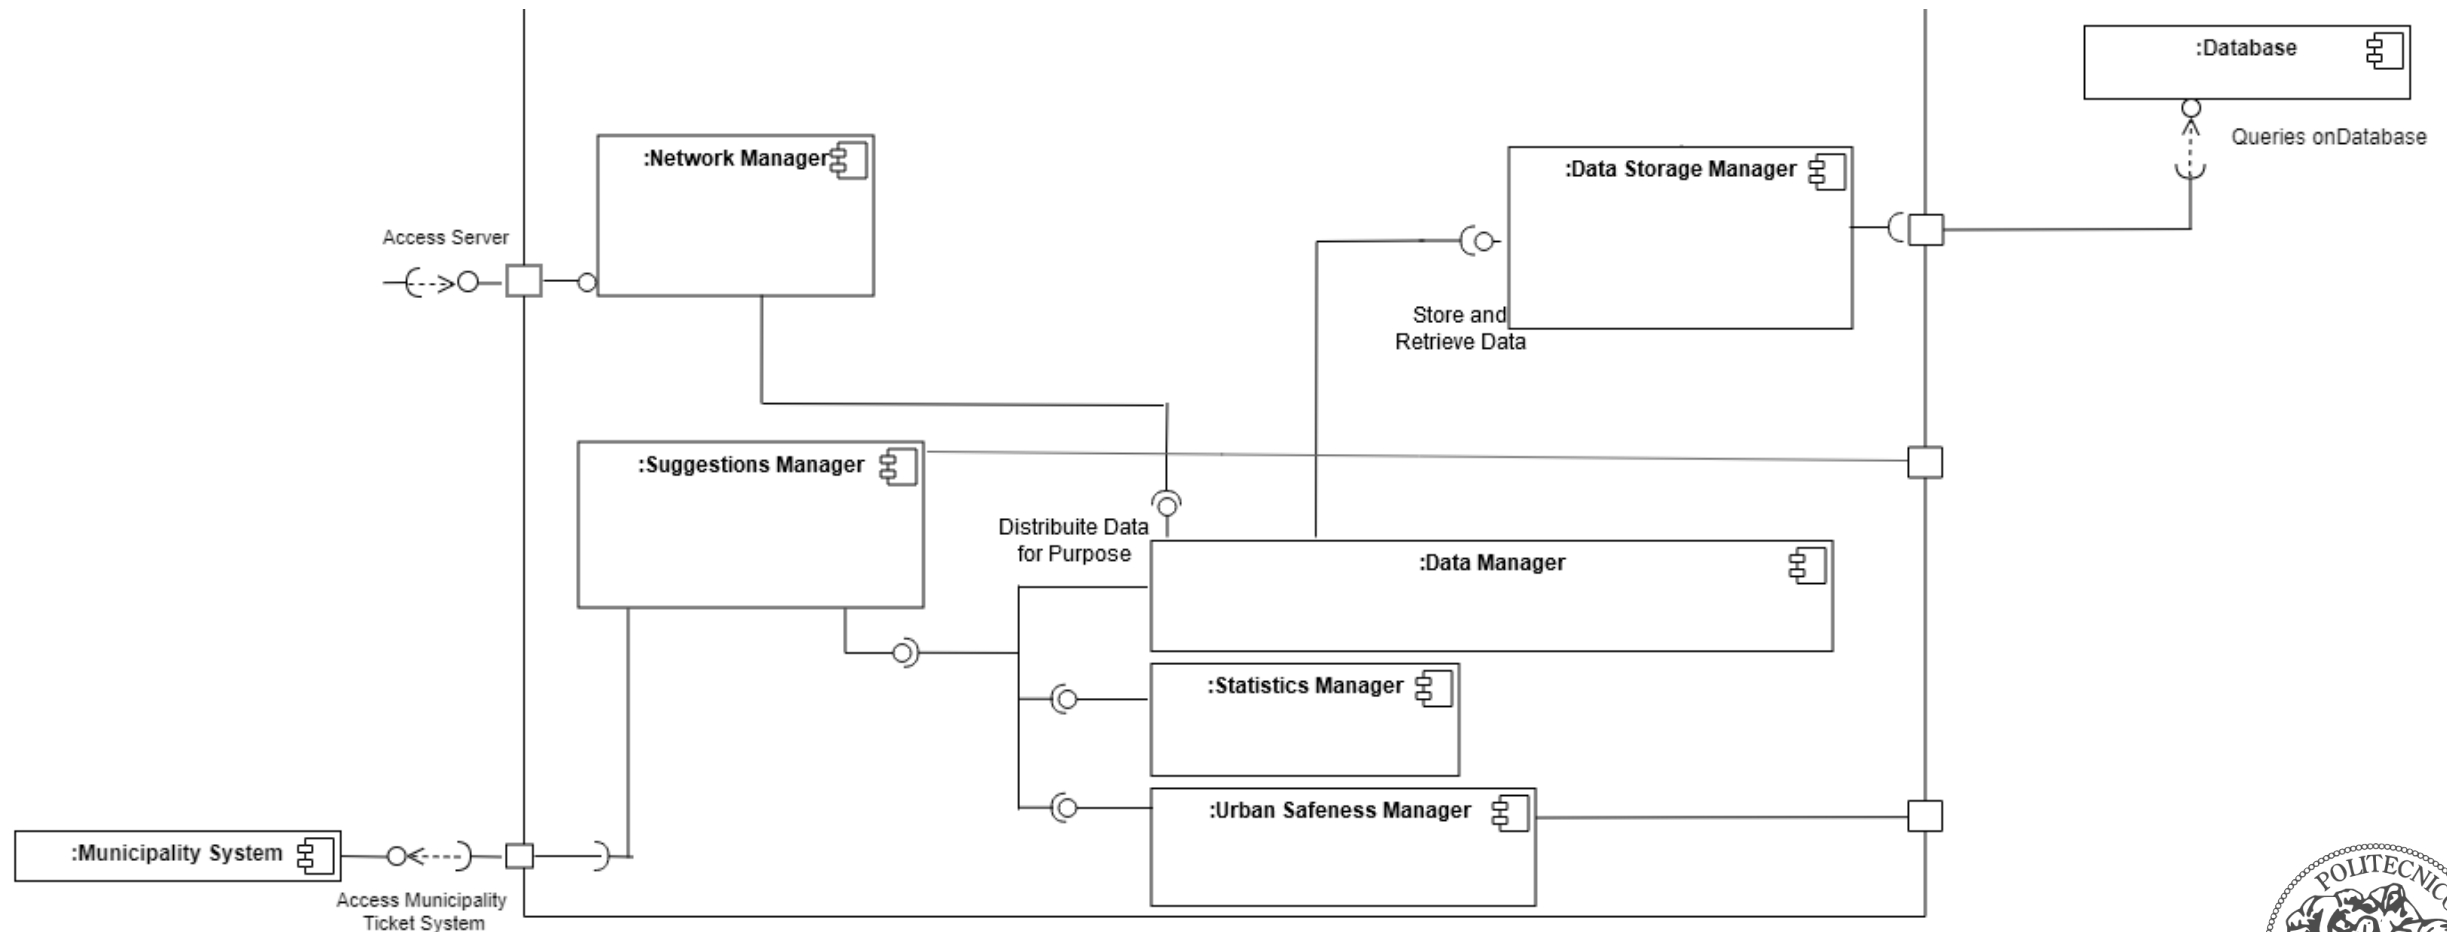 :Database
Queries onDatabase
:Network Manager
:Data Storage Manager
Access Server
Store and
Retrieve Data
:Suggestions Manager
Distribuite Data
for Purpose
:Data Manager
:Statistics Manager
:Urban Safeness Manager
:Municipality System
Access Municipality
Ticket System
POLITECNICO